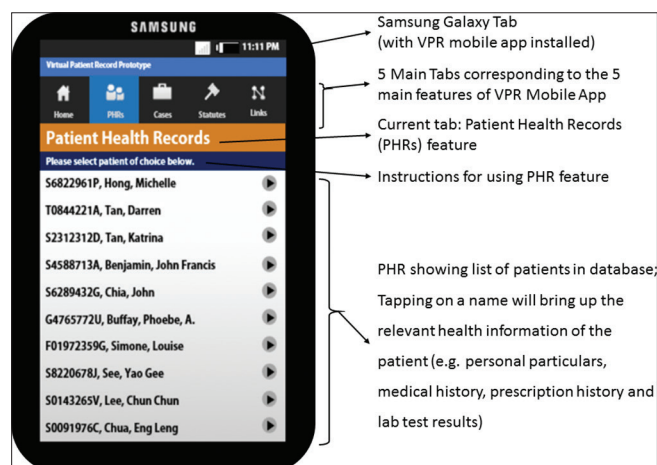 SAMSUNG
11:11 PM
Virtual Patient Record Prototype
Home
PHRs
Cases
Statutes
Links
Patient Health Records
Please select patient of choice below.
S6822961P, Hong, Michelle
T0844221A, Tan, Darren
S2312312D, Tan, Katrina
S4588713A, Benjamin, John Francis
S6289432G, Chia, John
G4765772U, Buffay, Phoebe, A.
F01972359G, Simone, Louise
S8220678J, See, Yao Gee
S0143265V, Lee, Chun Chun
S0091976C, Chua, Eng Leng
Samsung Galaxy Tab
(with VPR mobile app installed)
5 Main Tabs corresponding to the 5
main features of VPR Mobile App
Current tab: Patient Health Records
(PHRs) feature
Instructions for using PHR feature
PHR showing list of patients in database;
Tapping on a name will bring up the
relevant health information of the
patient (e.g. personal particulars,
medical history, prescription history and
lab test results)